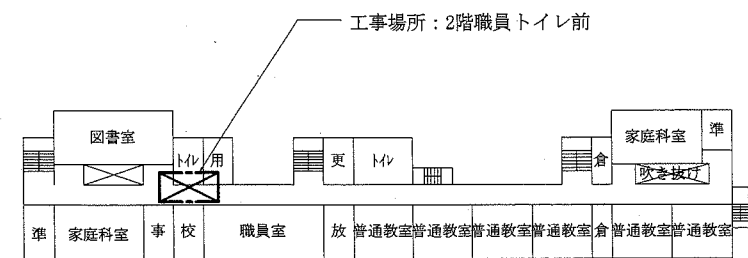 工事場所：2階職員トイレ前
図書室
ﾄｲﾚ
用
更
ﾄｲﾚ
倉
家庭科室
準
吹き抜け
準
家庭科室
事
校
職員室
放
普通教室
普通教室
普通教室
普通教室
倉
普通教室
普通教室